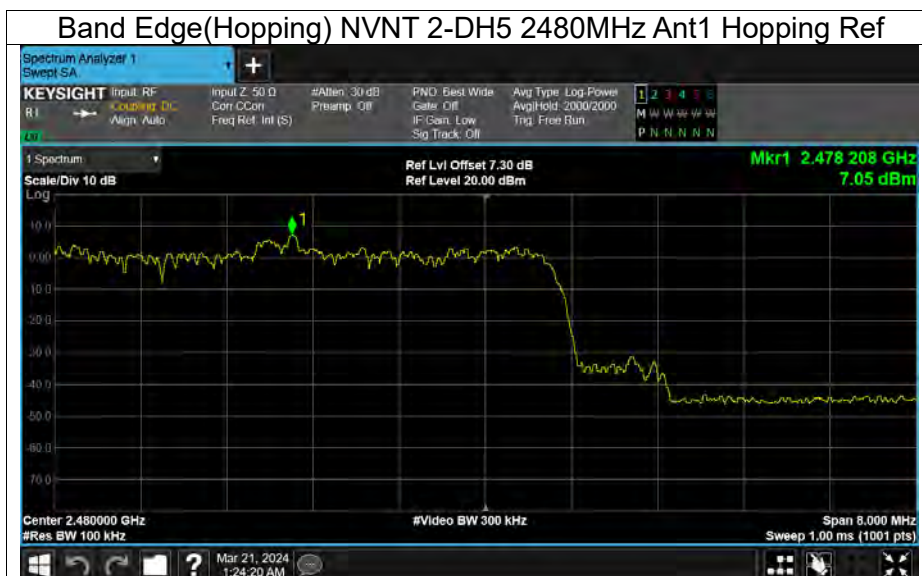 Band Edge(Hopping) NVNT 2-DH5 2480MHz Ant1 Hopping Ref
Spectrum Analyzer 1
Swept SA
+
KEYSIGHT Input: RF Input Z: 50 Ω #Atten: 30 dB PNO: Best Wide Avg Type: Log-Power 1 2 3 4 5 6
Coupling: DC Corr CCorr Preamp: Off Gate: Off Avg|Hold: 2000/2000 M W W W W W
Align: Auto Freq Ref: Int (S) IF Gain: Low Trig: Free Run
Sig Track: Off P N N N N N
1 Spectrum
Ref Lvl Offset 7.30 dB Mkr1 2.478 208 GHz
Scale/Div 10 dB Ref Level 20.00 dBm 7.05 dBm
Log
10.0
1
0.00
-10.0
-20.0
-30.0
-40.0
-50.0
-60.0
-70.0
Center 2.480000 GHz #Video BW 300 kHz Span 8.000 MHz
#Res BW 100 kHz Sweep 1.00 ms (1001 pts)
? Mar 21, 2024
1:24:20 AM